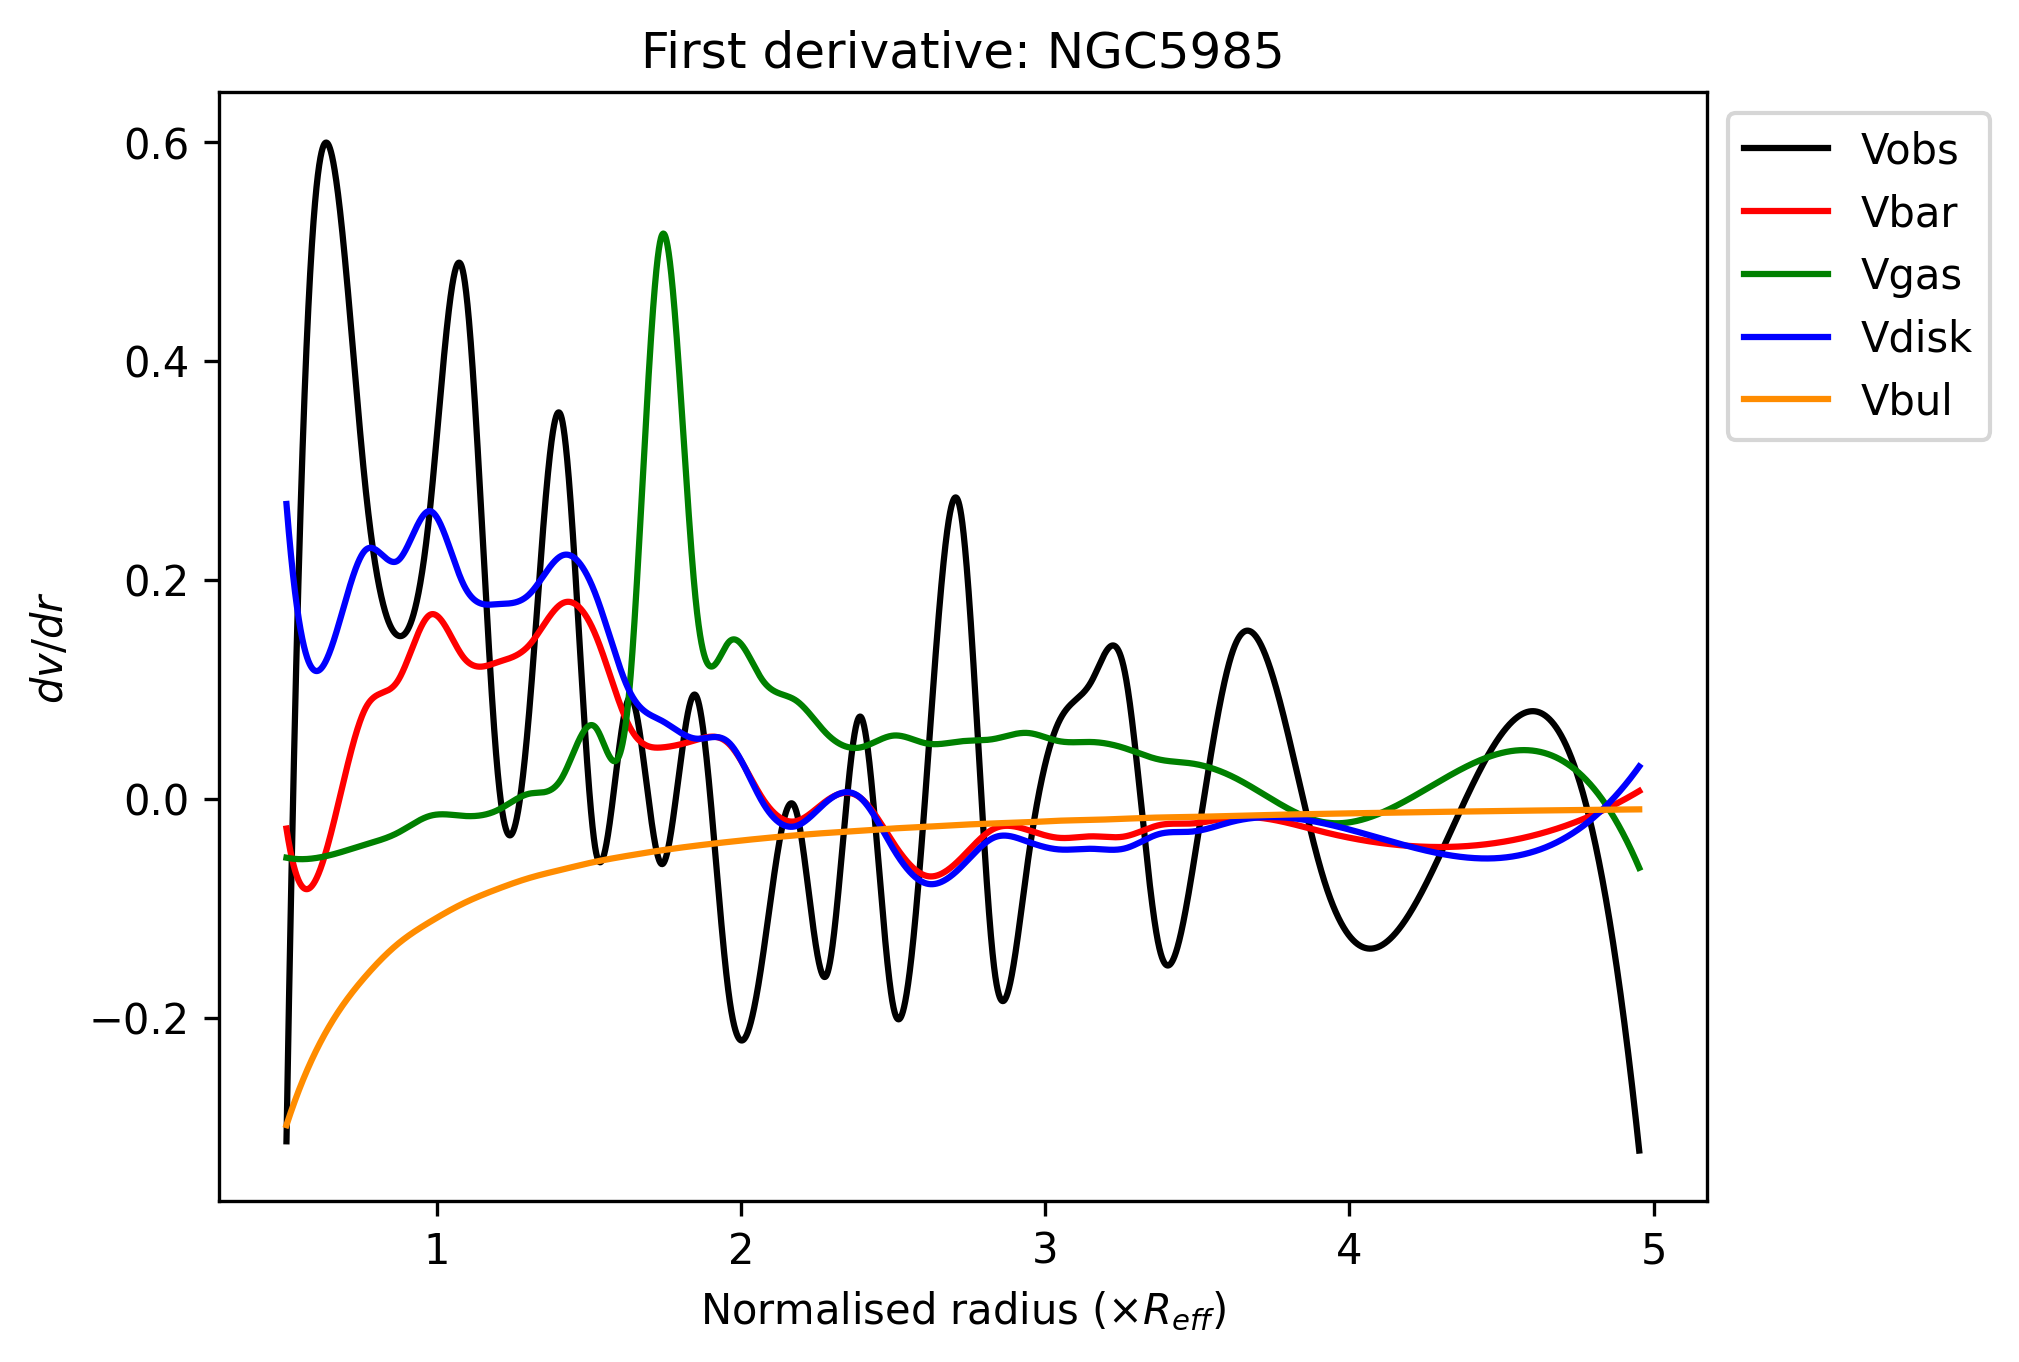 First derivative: NGC5985
0.6
0.4
0.2
0.0
−0.2
dv/dr
1 2 3 4 5
Normalised radius (×R_eff)
Vobs
Vbar
Vgas
Vdisk
Vbul